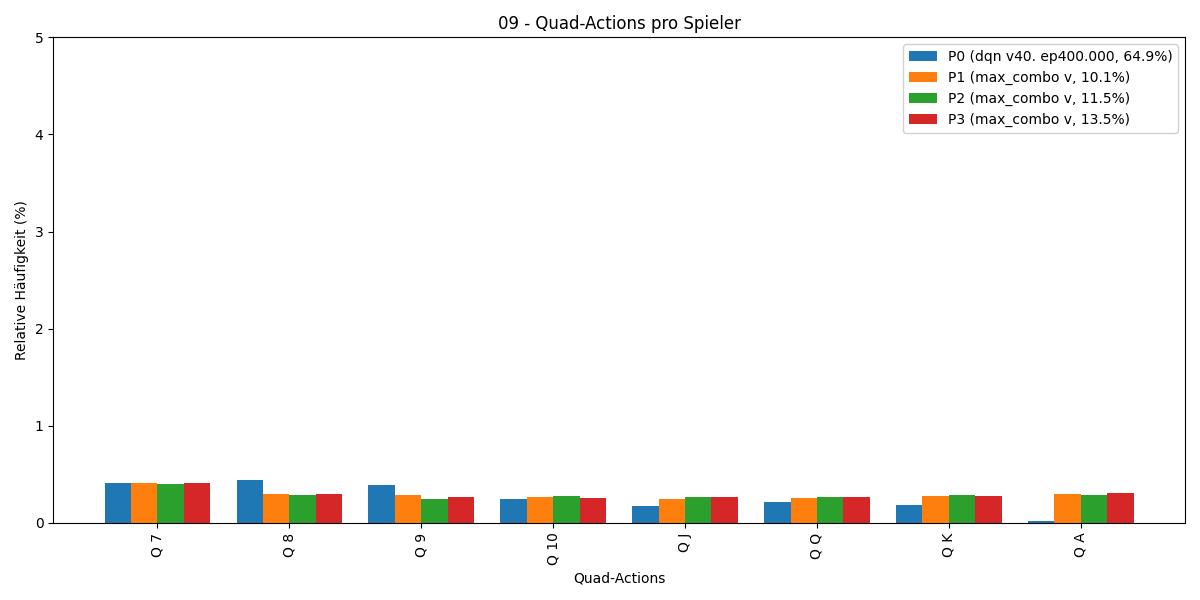 09 - Quad-Actions pro Spieler
P0 (dqn v40. ep400.000, 64.9%)
P1 (max_combo v, 10.1%)
P2 (max_combo v, 11.5%)
P3 (max_combo v, 13.5%)
Relative Häufigkeit (%)
5
4
3
2
1
0
Q 7
Q 8
Q 9
Q 10
Q J
Q Q
Q K
Q A
Quad-Actions